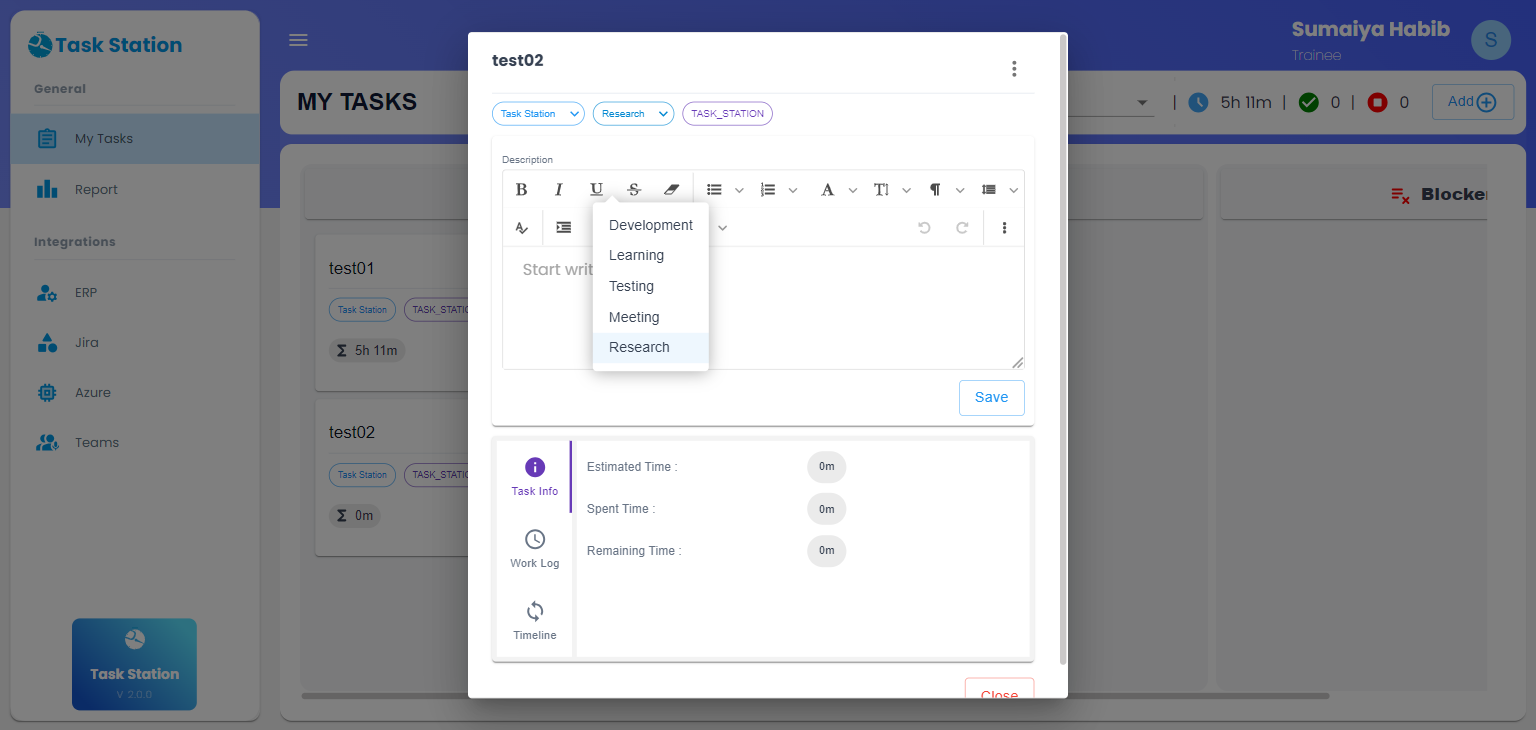 Task Station
General
My Tasks
Report
Integrations
ERP
Jira
Azure
Teams
Task Station
V 2.0.0
Sumaiya Habib
Trainee
S
MY TASKS
| 5h 11m | 0 | 0
Add
test01
Task Station
5h 11m
test02
Task Station
0m
Blocker
test02
Task Station Research TASK_STATION
Description
B I U S A T ¶
Start writ
Development
Learning
Testing
Meeting
Research
Save
Task Info
Work Log
Timeline
Estimated Time : 0m
Spent Time : 0m
Remaining Time : 0m
Close